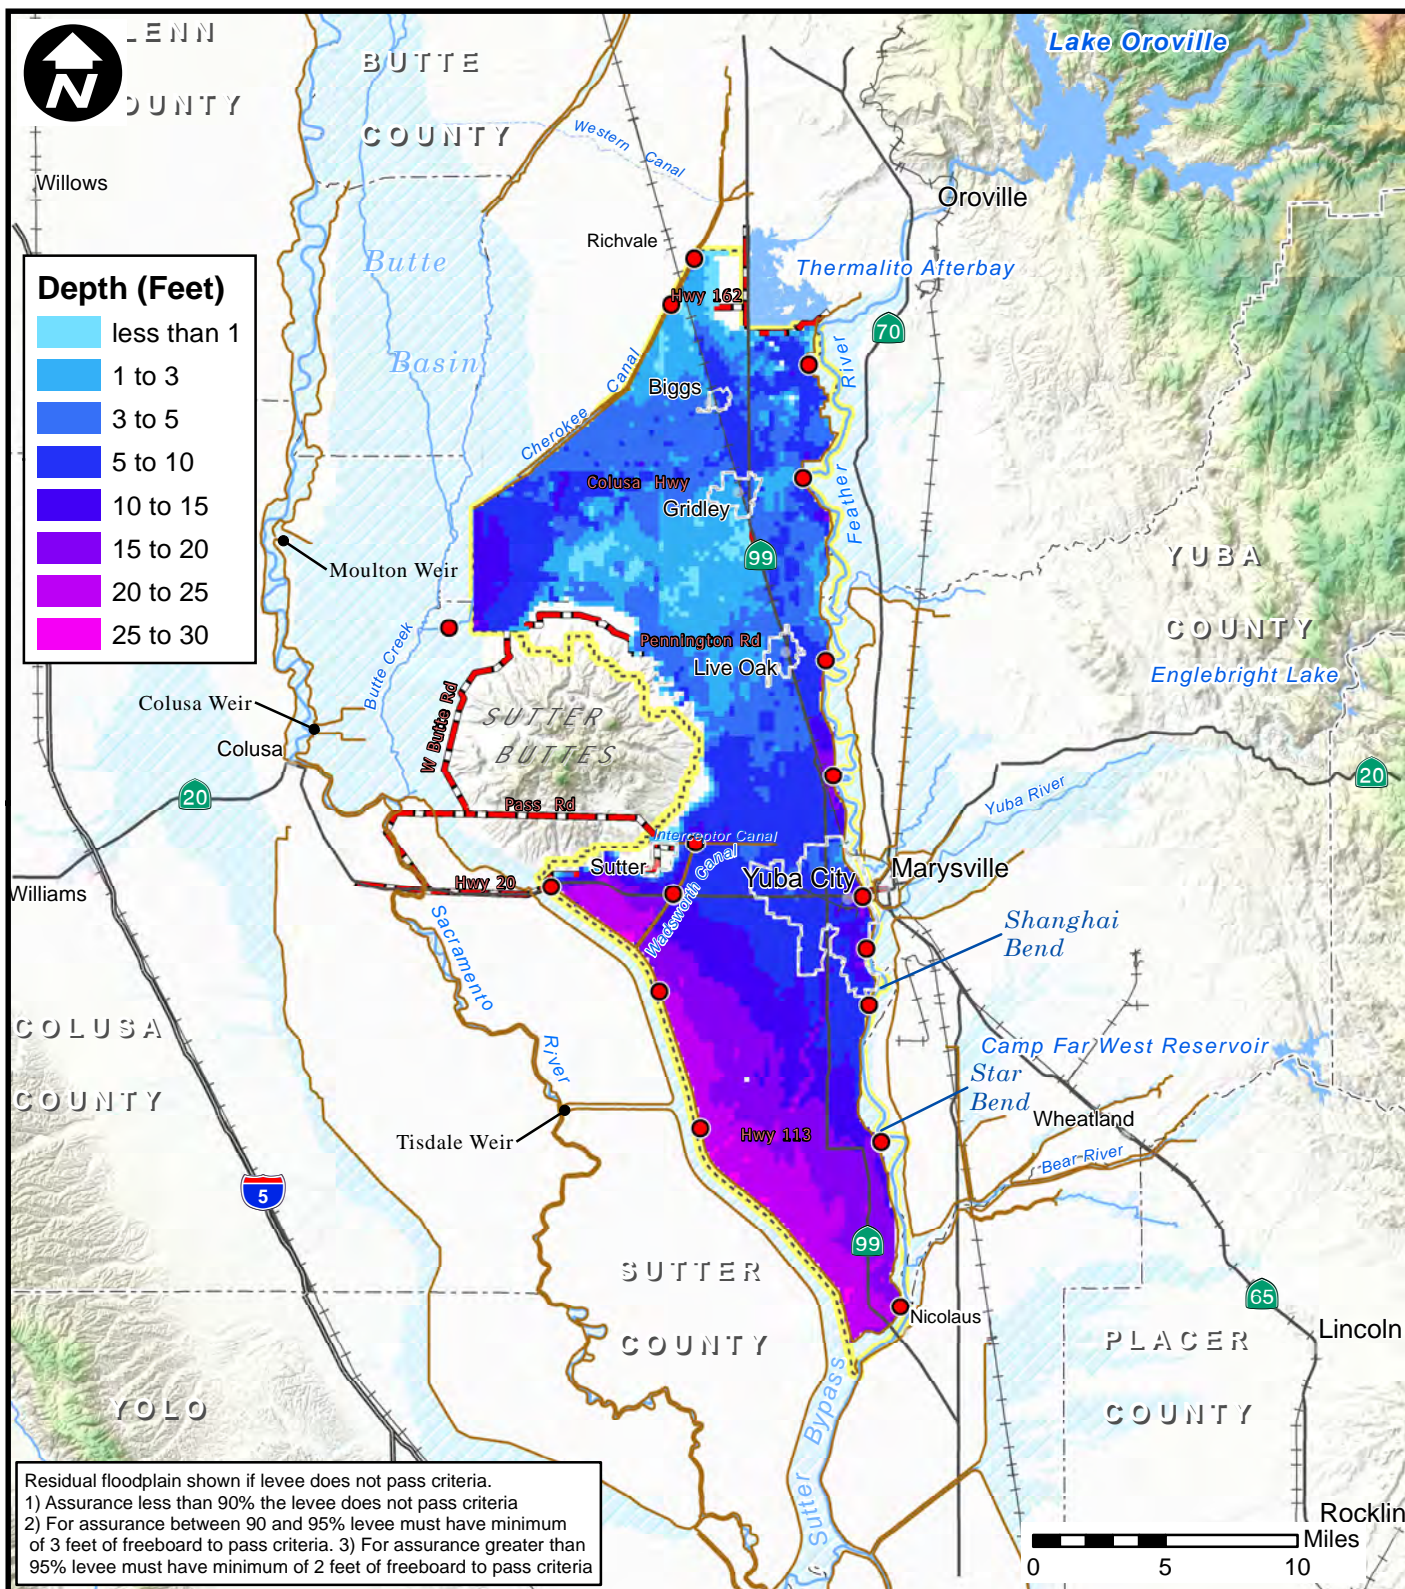 LENN
COUNTY
BUTTE
COUNTY
Lake Oroville
N
Western Canal
Willows
Oroville
Richvale
Butte
Basin
Thermalito Afterbay
Depth (Feet)
less than 1
1 to 3
3 to 5
5 to 10
10 to 15
15 to 20
20 to 25
25 to 30
Hwy 162
70
River
Feather
Cherokee Canal
Biggs
Colusa Hwy
Gridley
99
Moulton Weir
YUBA
COUNTY
Butte Creek
Pennington Rd
Live Oak
Englebright Lake
Colusa Weir
Colusa
W Butte Rd
SUTTER
BUTTES
20
20
Pass Rd
Yuba River
Interceptor Canal
Wadsworth Canal
Sutter
Yuba City
Marysville
Hwy 20
Williams
Sacramento
River
Shanghai
Bend
COLUSA
COUNTY
Camp Far West Reservoir
Star
Bend
Wheatland
Tisdale Weir
Hwy 113
Bear River
5
99
SUTTER
COUNTY
65
Nicolaus
Lincoln
PLACER
COUNTY
YOLO
Sutter Bypass
Residual floodplain shown if levee does not pass criteria.
1) Assurance less than 90% the levee does not pass criteria
2) For assurance between 90 and 95% levee must have minimum
of 3 feet of freeboard to pass criteria. 3) For assurance greater than
95% levee must have minimum of 2 feet of freeboard to pass criteria
Rocklin
Miles
0 5 10